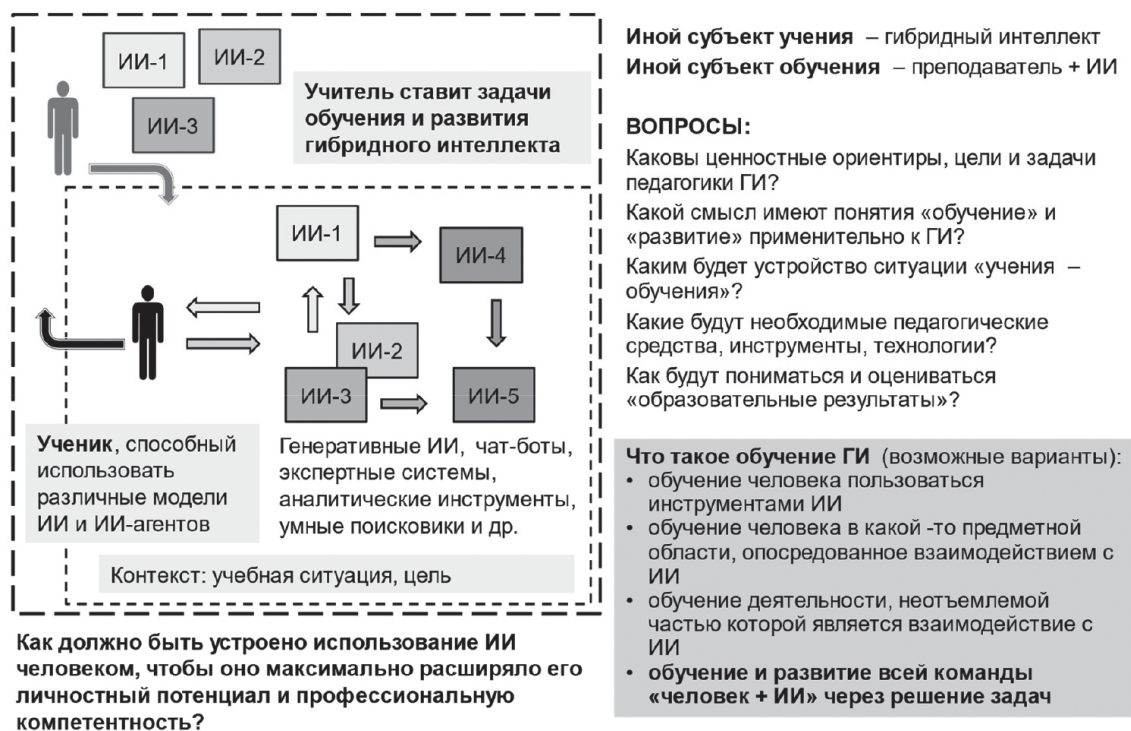 ИИ-1
ИИ-2
ИИ-3
Учитель ставит задачи
обучения и развития
гибридного интеллекта
ИИ-1
ИИ-4
ИИ-2
ИИ-3
ИИ-5
Ученик, способный
использовать
различные модели
ИИ и ИИ-агентов
Генеративные ИИ, чат-боты,
экспертные системы,
аналитические инструменты,
умные поисковики и др.
Контекст: учебная ситуация, цель
Как должно быть устроено использование ИИ
человеком, чтобы оно максимально расширяло его
личностный потенциал и профессиональную
компетентность?
Иной субъект учения – гибридный интеллект
Иной субъект обучения – преподаватель + ИИ
ВОПРОСЫ:
Каковы ценностные ориентиры, цели и задачи
педагогики ГИ?
Какой смысл имеют понятия «обучение» и
«развитие» применительно к ГИ?
Каким будет устройство ситуации «учения –
обучения»?
Какие будут необходимые педагогические
средства, инструменты, технологии?
Как будут пониматься и оцениваться
«образовательные результаты»?
Что такое обучение ГИ (возможные варианты):
• обучение человека пользоваться
инструментами ИИ
• обучение человека в какой -то предметной
области, опосредованное взаимодействием с
ИИ
• обучение деятельности, неотъемлемой
частью которой является взаимодействие с
ИИ
• обучение и развитие всей команды
«человек + ИИ» через решение задач